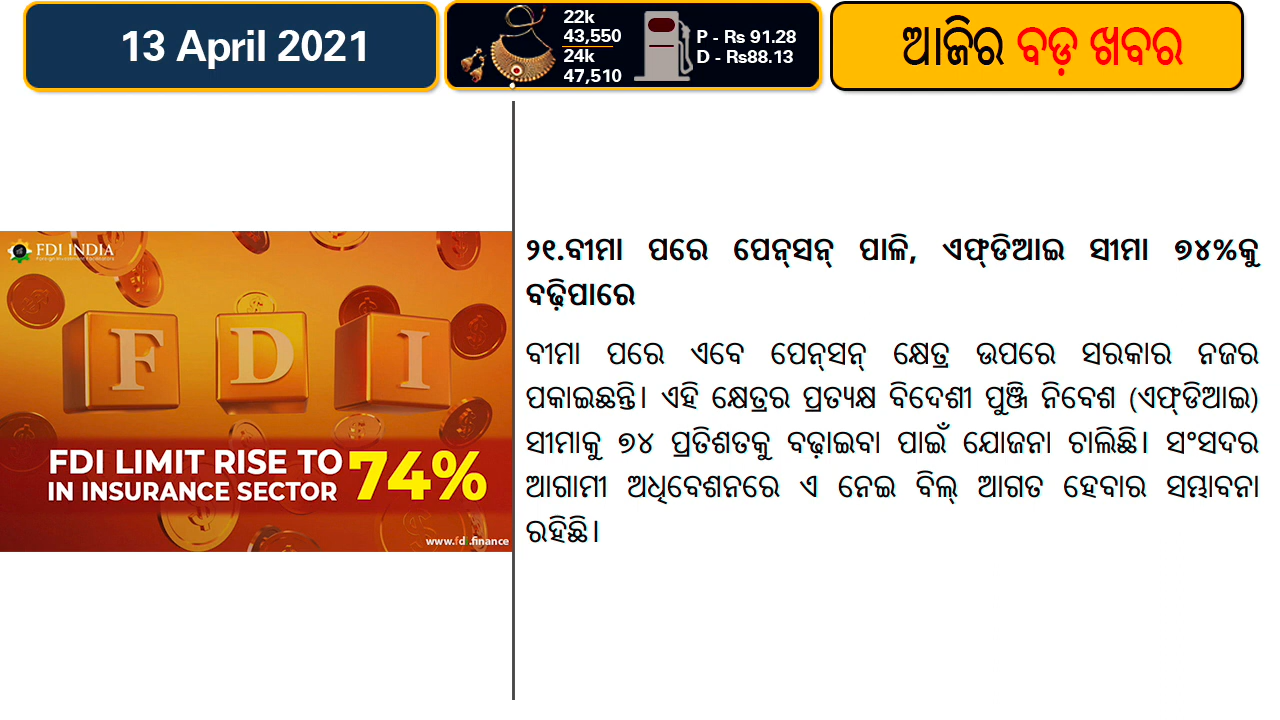 13 April 2021
22k
43,550
24k
47,510
P - Rs 91.28
D - Rs88.13
ଆଜିର ବଡ଼ ଖବର
FDI INDIA
F D I
FDI LIMIT RISE TO 74%
IN INSURANCE SECTOR
www.fdi.finance
୨୧.ବୀମା ପରେ ପେନ୍‌ସନ୍ ପାଳି, ଏଫ୍‌ଡିଆଇ ସୀମା ୭୪%କୁ
ବଢ଼ିପାରେ
ବୀମା ପରେ ଏବେ ପେନ୍‌ସନ୍ କ୍ଷେତ୍ର ଉପରେ ସରକାର ନଜର
ପକାଇଛନ୍ତି। ଏହି କ୍ଷେତ୍ରର ପ୍ରତ୍ୟକ୍ଷ ବିଦେଶୀ ପୁଞ୍ଜି ନିବେଶ (ଏଫ୍‌ଡିଆଇ)
ସୀମାକୁ ୭୪ ପ୍ରତିଶତକୁ ବଢ଼ାଇବା ପାଇଁ ଯୋଜନା ଚାଲିଛି। ସଂସଦର
ଆଗାମୀ ଅଧିବେଶନରେ ଏ ନେଇ ବିଲ୍ ଆଗତ ହେବାର ସମ୍ଭାବନା
ରହିଛି।